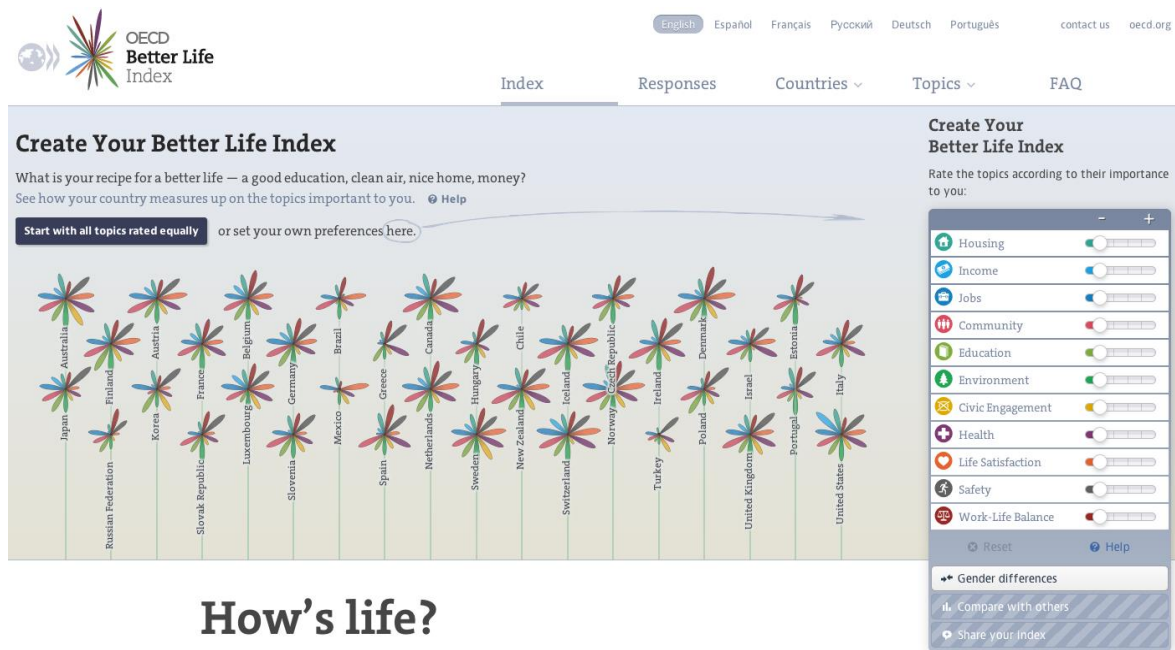 OECD
Better Life
Index
English Español Français Русский Deutsch Português contact us oecd.org
Index Responses Countries Topics FAQ
Create Your Better Life Index
What is your recipe for a better life — a good education, clean air, nice home, money?
See how your country measures up on the topics important to you. Help
Start with all topics rated equally or set your own preferences here.
Australia
Austria
Belgium
Brazil
Canada
Chile
Czech Republic
Denmark
Estonia
Finland
France
Germany
Greece
Hungary
Iceland
Ireland
Israel
Italy
Japan
Korea
Luxembourg
Mexico
Netherlands
New Zealand
Norway
Poland
Portugal
Russian Federation
Slovak Republic
Slovenia
Spain
Sweden
Switzerland
Turkey
United Kingdom
United States
Create Your
Better Life Index
Rate the topics according to their importance
to you:
- +
Housing
Income
Jobs
Community
Education
Environment
Civic Engagement
Health
Life Satisfaction
Safety
Work-Life Balance
Reset Help
Gender differences
Compare with others
Share your index
How's life?